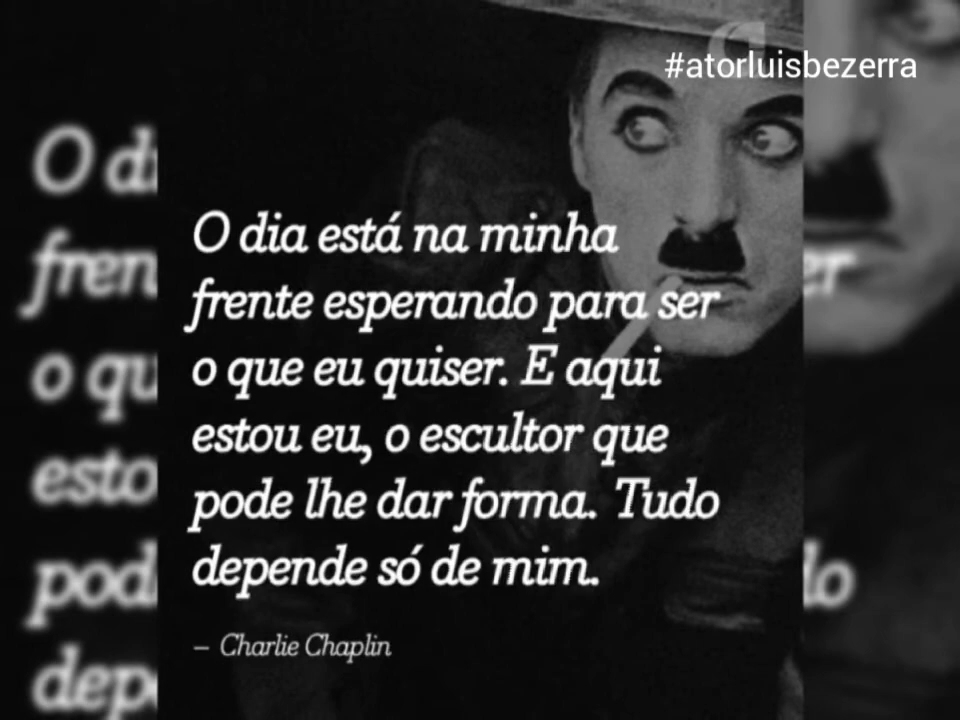 #atorluisbezerra
O dia está na minha
frente esperando para ser
o que eu quiser. E aqui
estou eu, o escultor que
pode lhe dar forma. Tudo
depende só de mim.
– Charlie Chaplin